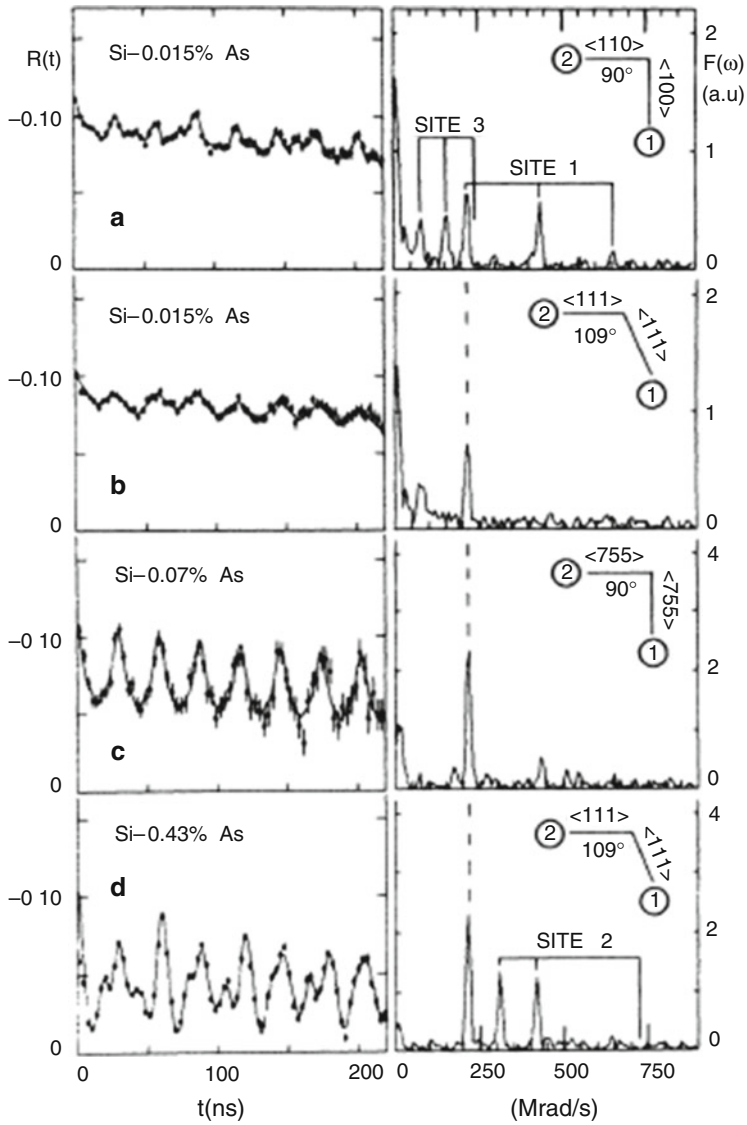 R(t)
Si–0.015% As
–0.10
a
0
2
F(ω)
(a.u)
1
0
② <110>
90°
<100>
①
SITE 3
SITE 1
Si–0.015% As
–0.10
b
0
2
1
0
② <111>
109°
<111>
①
Si–0.07% As
–0 10
c
0
4
2
0
② <755>
90°
<755>
①
Si–0.43% As
–0 10
d
0
4
2
0
② <111>
109°
<111>
①
SITE 2
0 100 200
t(ns)
0 250 500 750
(Mrad/s)